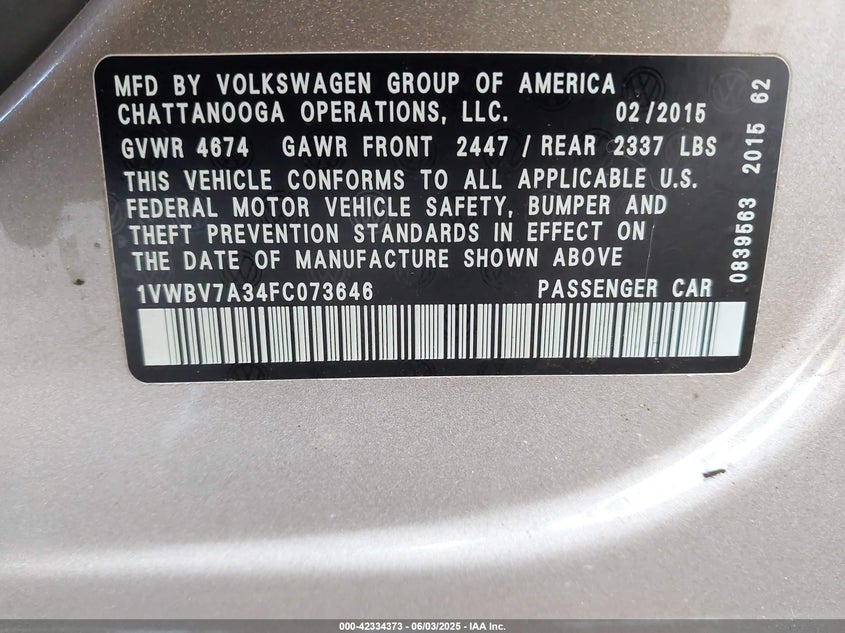 MFD BY VOLKSWAGEN GROUP OF AMERICA
CHATTANOOGA OPERATIONS, LLC. 02/2015
GVWR 4674 GAWR FRONT 2447 / REAR 2337 LBS
THIS VEHICLE CONFORMS TO ALL APPLICABLE U.S.
FEDERAL MOTOR VEHICLE SAFETY, BUMPER AND
THEFT PREVENTION STANDARDS IN EFFECT ON
THE DATE OF MANUFACTURE SHOWN ABOVE
1VWBV7A34FC073646 PASSENGER CAR
0839563 2015 62
000-42334373 - 06/03/2025 - IAA Inc.